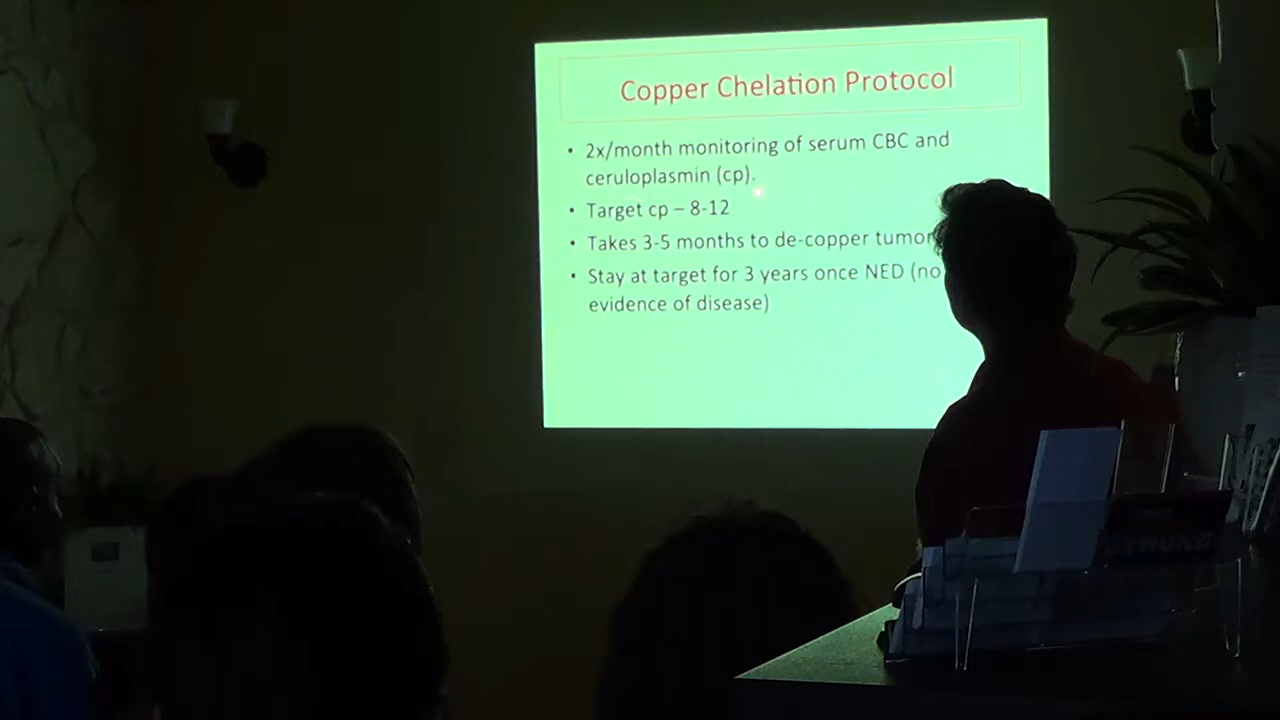 Copper Chelation Protocol
• 2x/month monitoring of serum CBC and
ceruloplasmin (cp).
• Target cp – 8-12
• Takes 3-5 months to de-copper tumor
• Stay at target for 3 years once NED (no
evidence of disease)